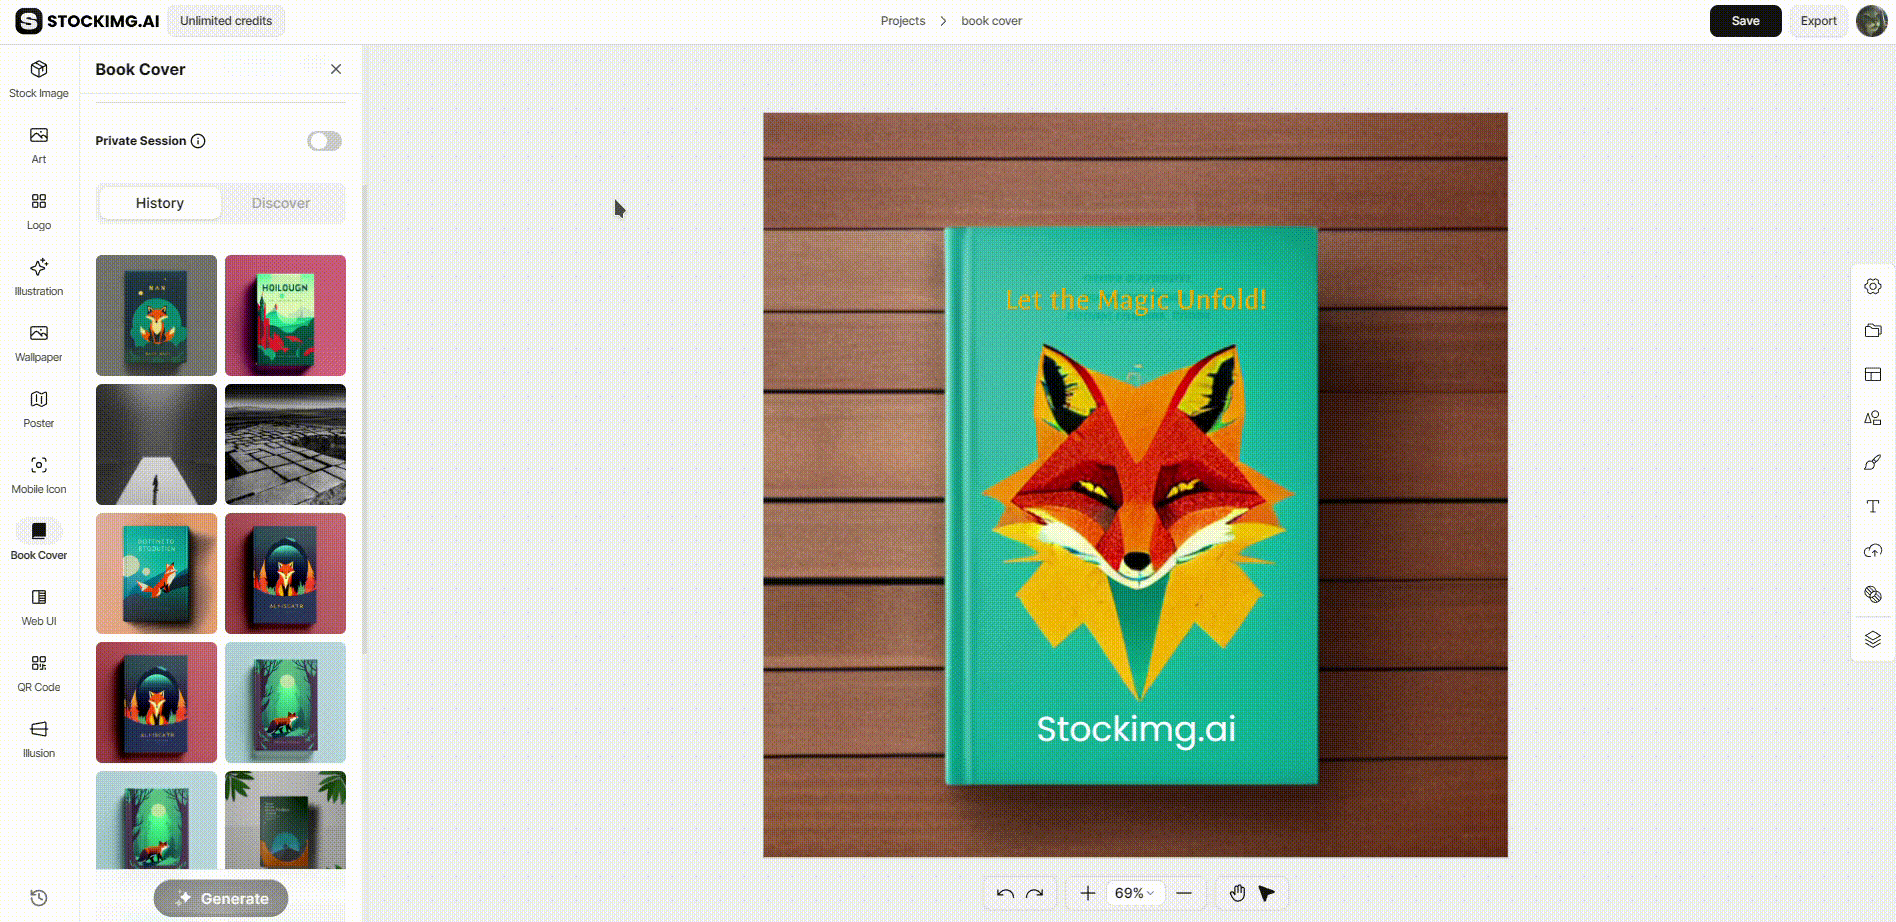 STOCKIMG.AI
Unlimited credits
Projects
book cover
Save
Export
Stock Image
Art
Logo
Illustration
Wallpaper
Poster
Mobile Icon
Book Cover
Web UI
QR Code
Illusion
Book Cover
Private Session
History
Discover
NAN
HOILOUGN
Generate
Let the Magic Unfold!
Stockimg.ai
69%